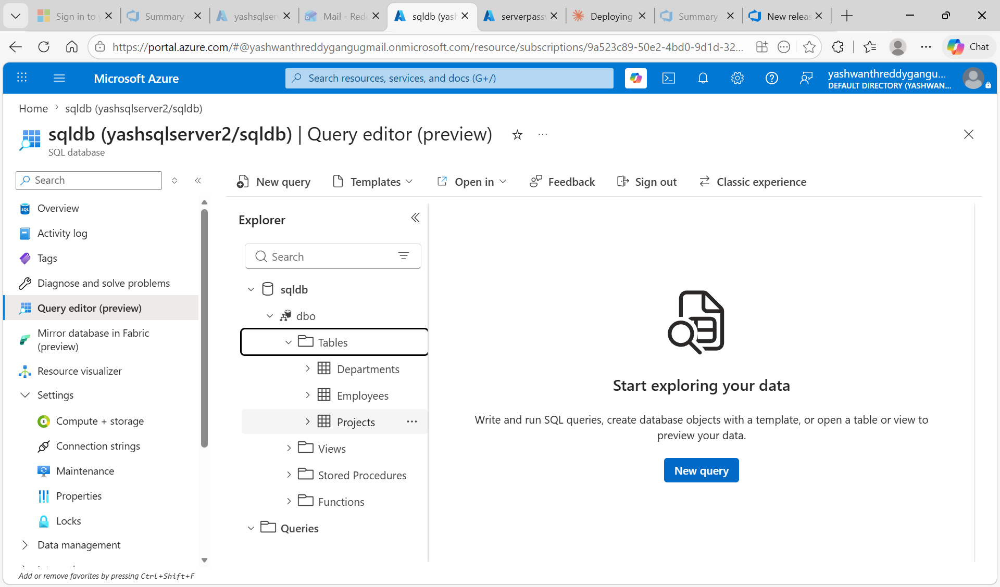 Sign in to y
Summary -
yashsqlserv
Mail - Redd
sqldb (yash
serverpassw
Deploying
Summary -
New releas
https://portal.azure.com/#@yashwanthreddygangugmail.onmicrosoft.com/resource/subscriptions/9a523c89-50e2-4bd0-9d1d-32...
Chat
Microsoft Azure
Search resources, services, and docs (G+/)
yashwanthreddygangu...
DEFAULT DIRECTORY (YASHWAN...
Home > sqldb (yashsqlserver2/sqldb)
sqldb (yashsqlserver2/sqldb) | Query editor (preview)
SQL database
Search
New query
Templates
Open in
Feedback
Sign out
Classic experience
Overview
Activity log
Tags
Diagnose and solve problems
Query editor (preview)
Mirror database in Fabric
(preview)
Resource visualizer
Settings
Compute + storage
Connection strings
Maintenance
Properties
Locks
Data management
Add or remove favorites by pressing Ctrl+Shift+F
Explorer
Search
sqldb
dbo
Tables
Departments
Employees
Projects
Views
Stored Procedures
Functions
Queries
Start exploring your data
Write and run SQL queries, create database objects with a template, or open a table or view to
preview your data.
New query